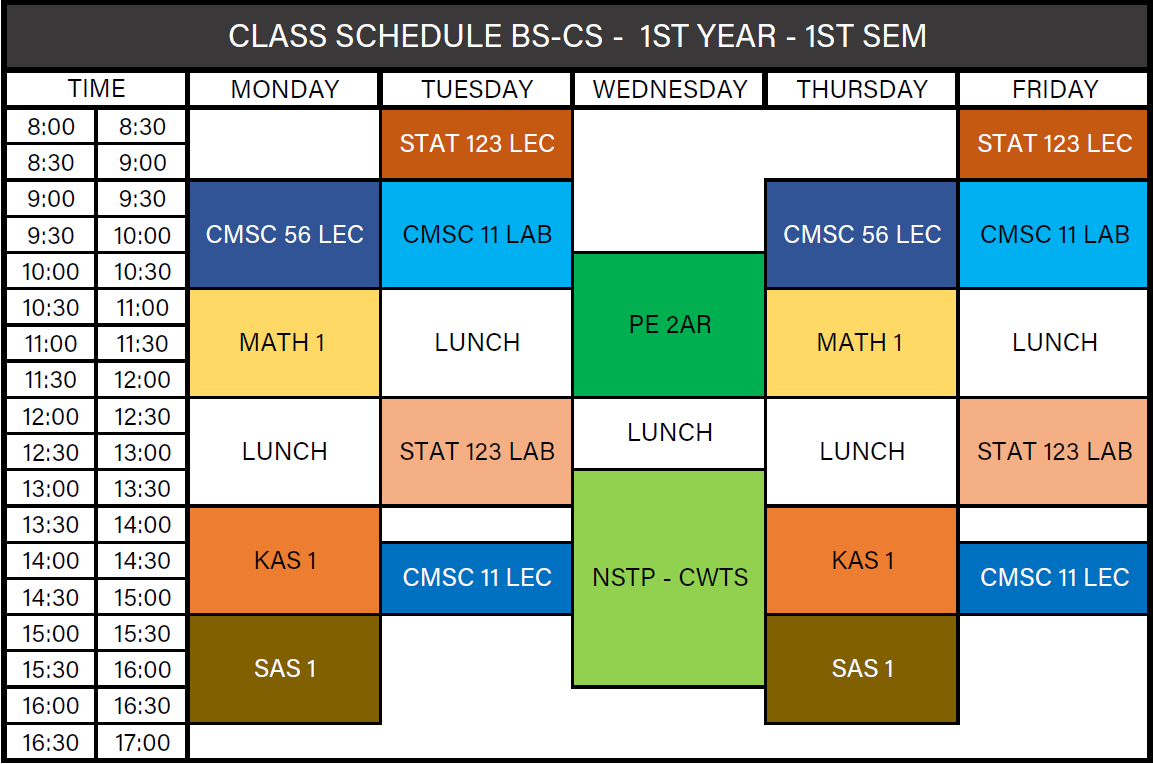 CLASS SCHEDULE BS-CS - 1ST YEAR - 1ST SEM
TIME MONDAY TUESDAY WEDNESDAY THURSDAY FRIDAY
8:00 8:30
STAT 123 LEC STAT 123 LEC
8:30 9:00
9:00 9:30
9:30 10:00 CMSC 56 LEC CMSC 11 LAB CMSC 56 LEC CMSC 11 LAB
10:00 10:30
10:30 11:00
PE 2AR
11:00 11:30 MATH 1 LUNCH MATH 1 LUNCH
11:30 12:00
12:00 12:30
LUNCH
12:30 13:00 LUNCH STAT 123 LAB LUNCH STAT 123 LAB
13:00 13:30
13:30 14:00
14:00 14:30 KAS 1 KAS 1
CMSC 11 LEC NSTP - CWTS CMSC 11 LEC
14:30 15:00
15:00 15:30
15:30 16:00 SAS 1 SAS 1
16:00 16:30
16:30 17:00